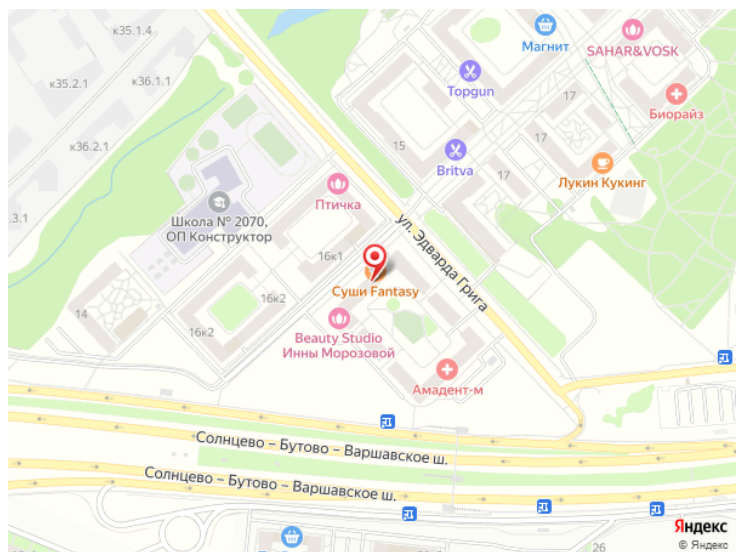 к35.1.4
Магнит
SAHAR&VOSK
к35.2.1
к36.1.1
Topgun
17
Биорайз
к36.2.1
15
17
Britva
17
Лукин Кукинг
Птичка
3.1
Школа № 2070,
ОП Конструктор
ул. Эдварда Грига
16к1
Суши Fantasy
16к2
14
16к2
Beauty Studio
Инны Морозовой
Амадент-м
Солнцево – Бутово – Варшавское ш.
Солнцево – Бутово – Варшавское ш.
Яндекс
26
© Яндекс